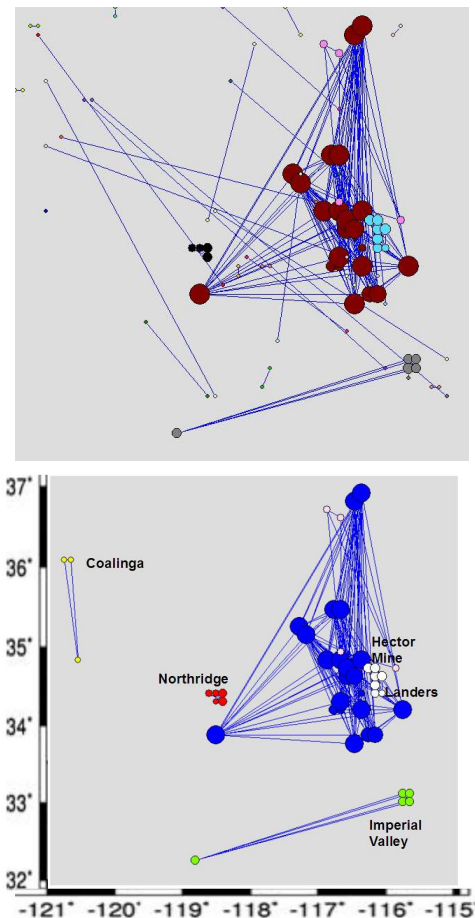 37°
36°
Coalinga
35°
Hector
Mine
Northridge
Landers
34°
33°
Imperial
Valley
32°
-121° -120° -119° -118° -117° -116° -115